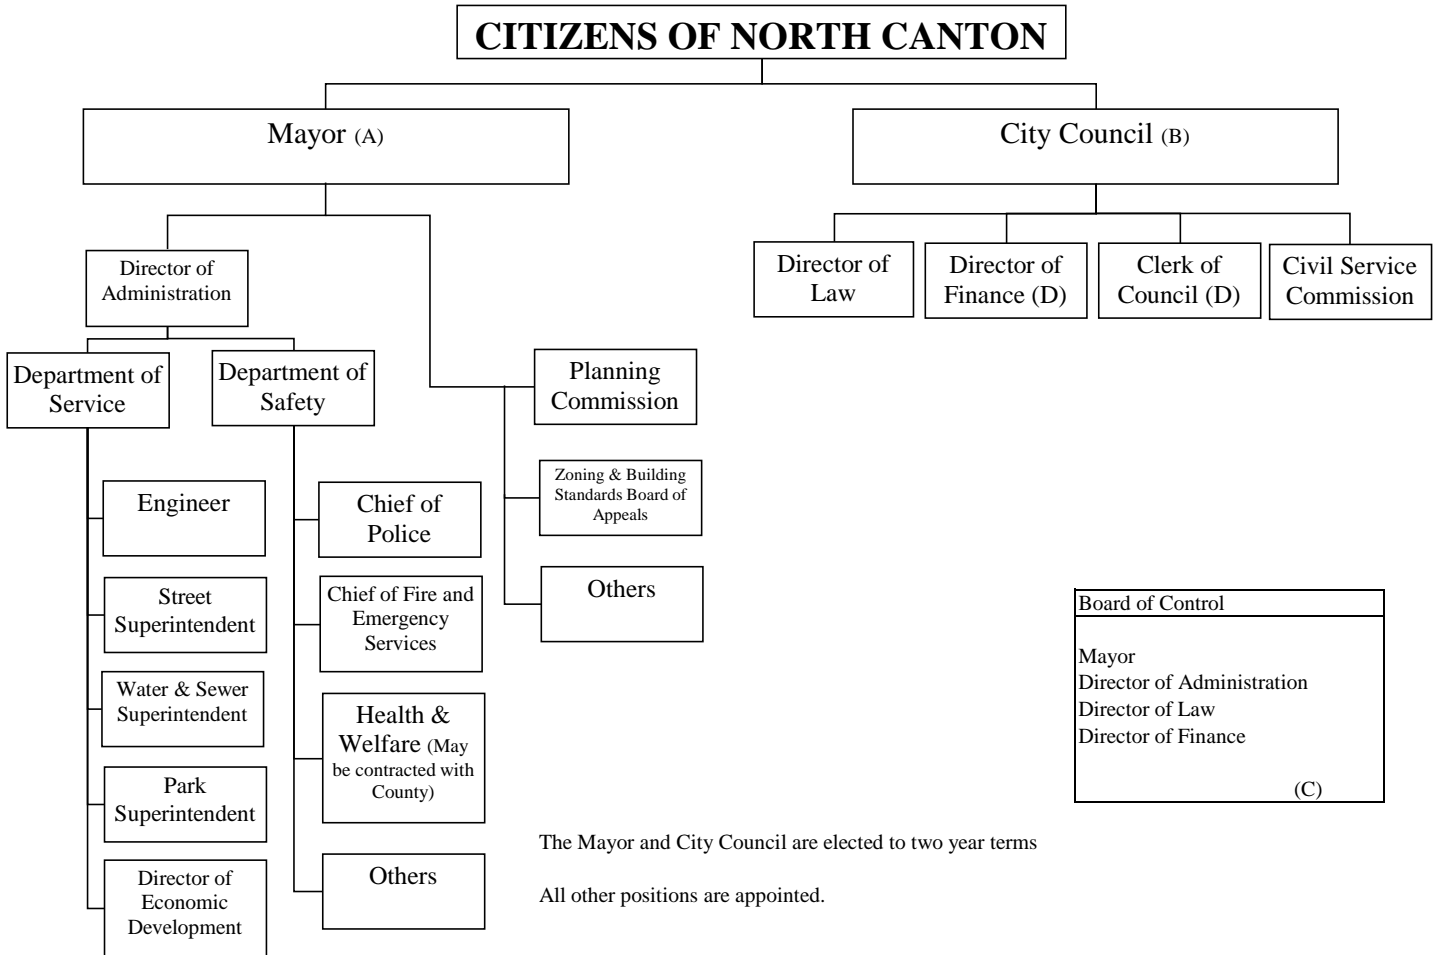 CITIZENS OF NORTH CANTON
Mayor (A)
City Council (B)
Director of
Administration
Director of
Law
Director of
Finance (D)
Clerk of
Council (D)
Civil Service
Commission
Department of
Service
Department of
Safety
Planning
Commission
Zoning & Building
Standards Board of
Appeals
Others
Engineer
Street
Superintendent
Water & Sewer
Superintendent
Park
Superintendent
Director of
Economic
Development
Chief of
Police
Chief of Fire and
Emergency
Services
Health &
Welfare (May
be contracted with
County)
Others
Board of Control
Mayor
Director of Administration
Director of Law
Director of Finance
(C)
The Mayor and City Council are elected to two year terms
All other positions are appointed.